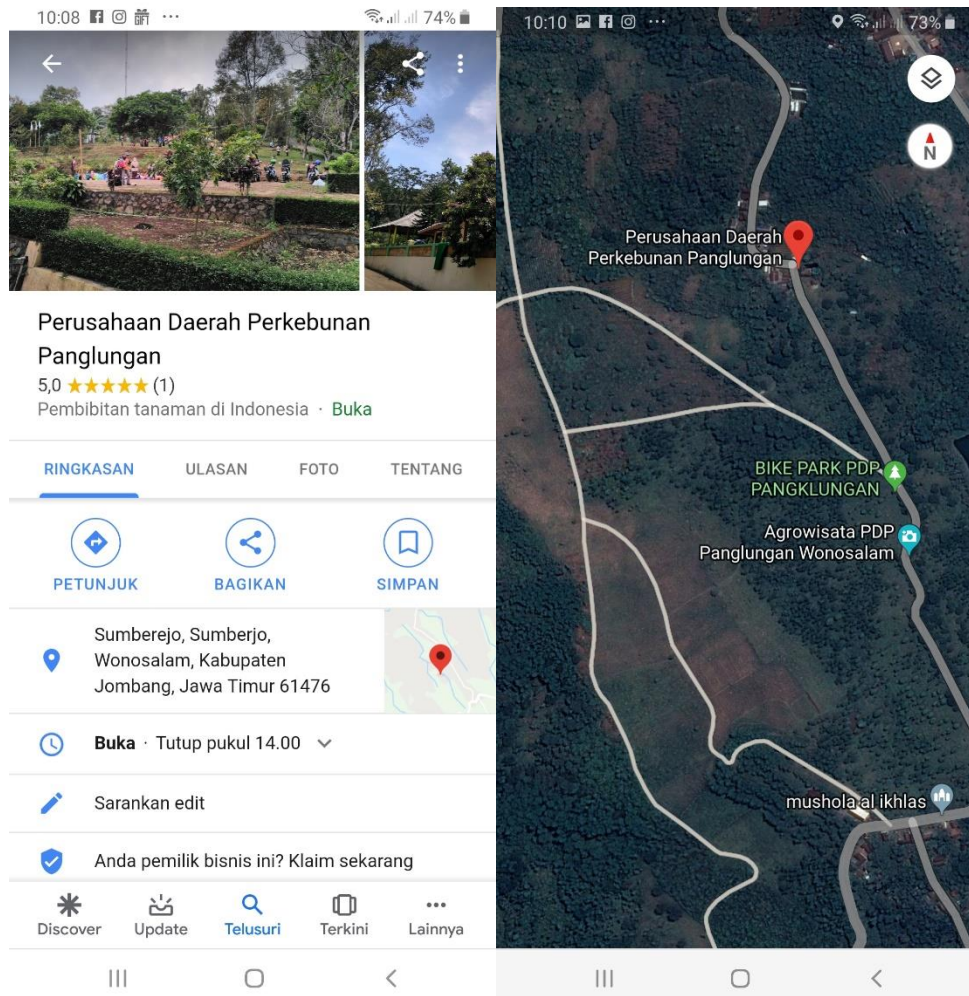 10:08
74%
Perusahaan Daerah Perkebunan
Panglungan
5,0 ★★★★★ (1)
Pembibitan tanaman di Indonesia · Buka
RINGKASAN ULASAN FOTO TENTANG
PETUNJUK BAGIKAN SIMPAN
Sumberejo, Sumberjo,
Wonosalam, Kabupaten
Jombang, Jawa Timur 61476
Buka · Tutup pukul 14.00
Sarankan edit
Anda pemilik bisnis ini? Klaim sekarang
Discover Update Telusuri Terkini Lainnya
10:10
73%
N
Perusahaan Daerah
Perkebunan Panglungan
BIKE PARK PDP
PANGKLUNGAN
Agrowisata PDP
Panglungan Wonosalam
mushola al ikhlas